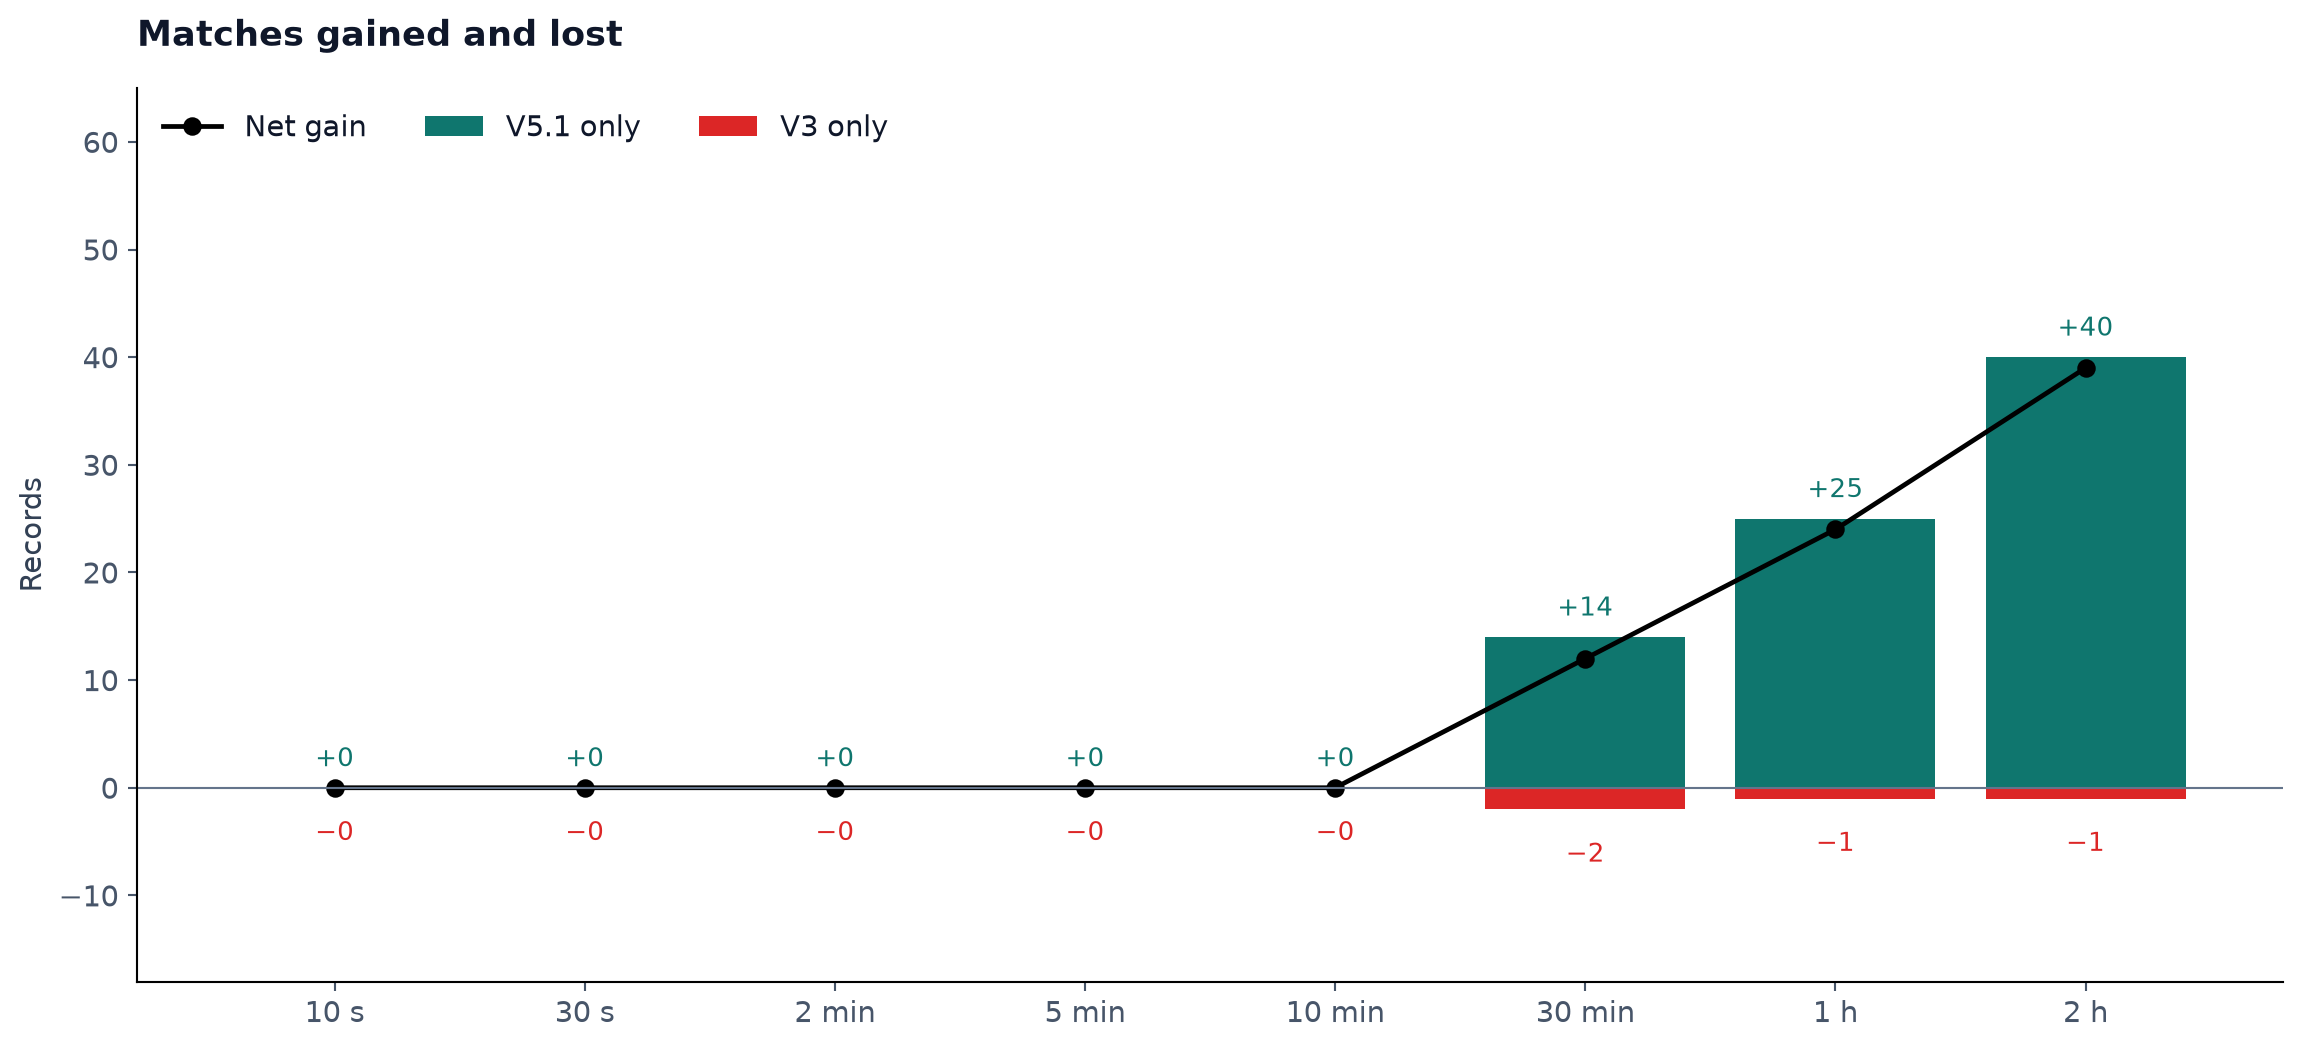 Matches gained and lost
Net gain V5.1 only V3 only
60
50
40
30
20
10
0
−10
Records
+0 +0 +0 +0 +0 +14 +25 +40
−0 −0 −0 −0 −0 −2 −1 −1
10 s 30 s 2 min 5 min 10 min 30 min 1 h 2 h